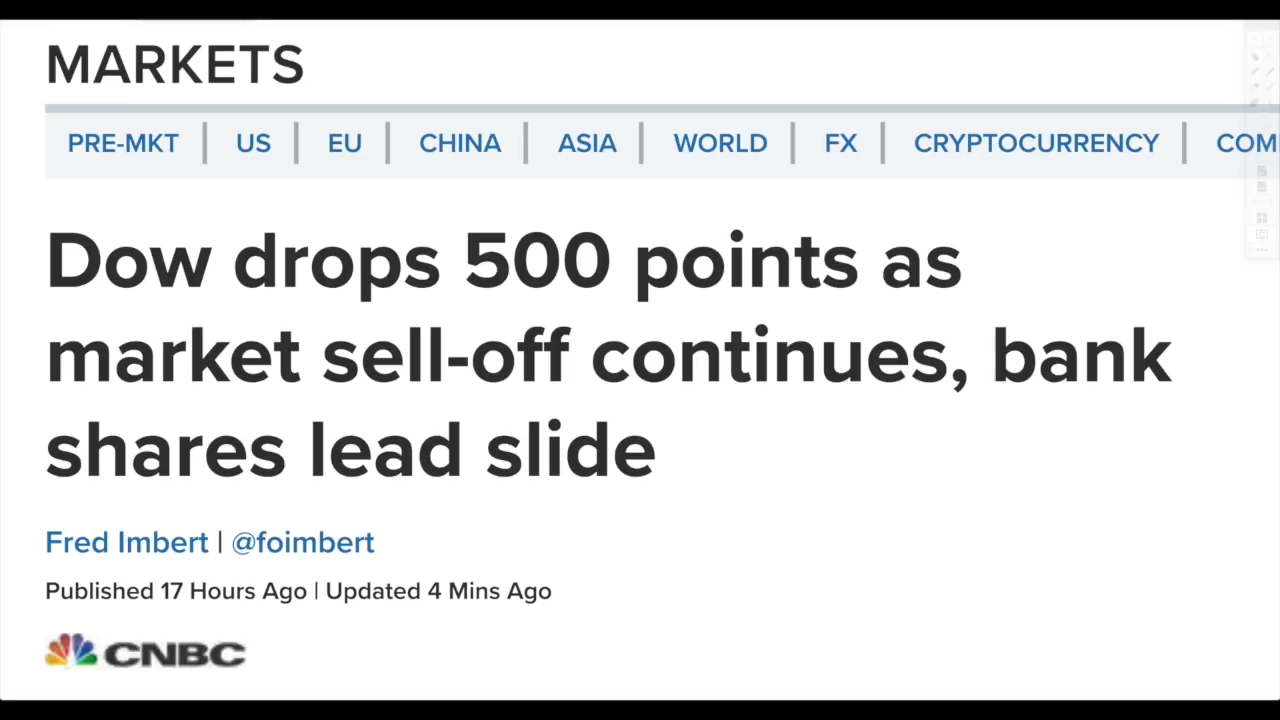 MARKETS
PRE-MKT | US | EU | CHINA | ASIA | WORLD | FX | CRYPTOCURRENCY | COM
Dow drops 500 points as
market sell-off continues, bank
shares lead slide
Fred Imbert | @foimbert
Published 17 Hours Ago | Updated 4 Mins Ago
CNBC